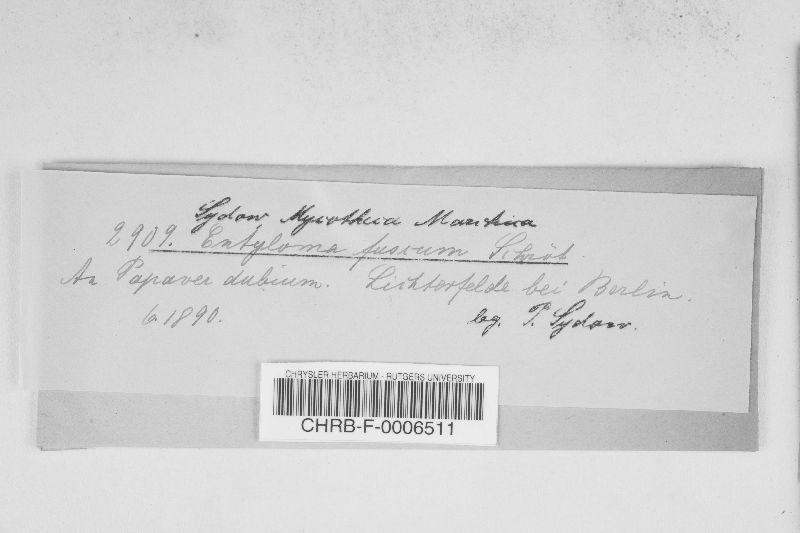 Sydow Mycotheca Marchica
2909. Entyloma fuscum Schröt.
An Papaver dubium. Lichterfelde bei Berlin.
6.1890. leg. P. Sydow.
CHRYSLER HERBARIUM - RUTGERS UNIVERSITY
CHRB-F-0006511